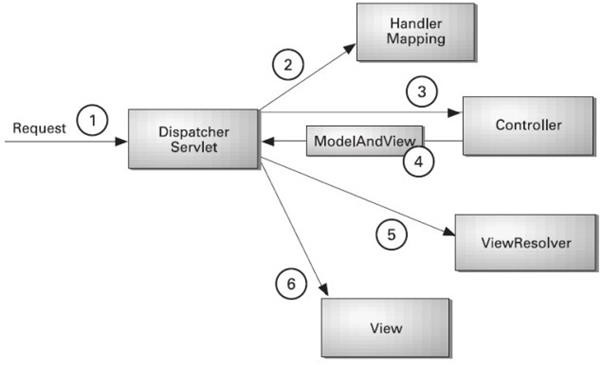 Handler
Mapping
2
3
Request
1
Dispatcher
Servlet
ModelAndView
4
Controller
5
ViewResolver
6
View